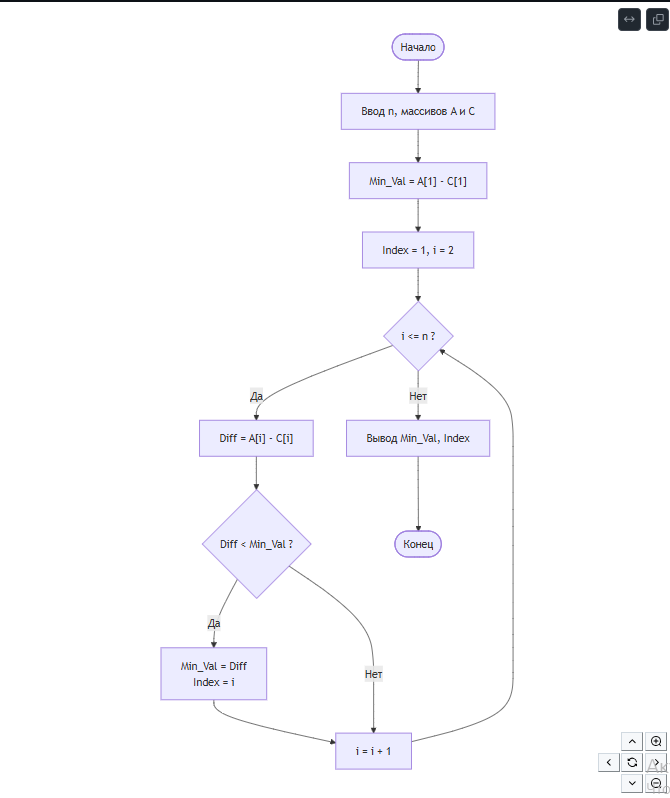 Начало
Ввод n, массивов A и C
Min_Val = A[1] - C[1]
Index = 1, i = 2
i <= n ?
Да
Нет
Diff = A[i] - C[i]
Вывод Min_Val, Index
Diff < Min_Val ?
Конец
Да
Min_Val = Diff
Index = i
Нет
i = i + 1